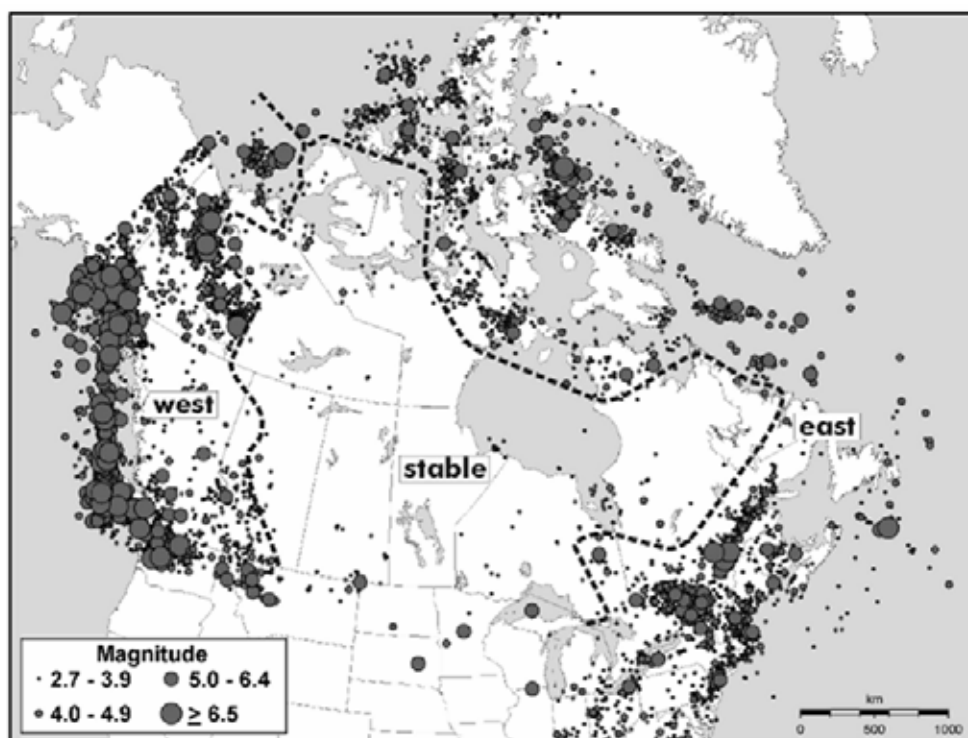 west
stable
east
Magnitude
· 2.7 - 3.9 5.0 - 6.4
4.0 - 4.9 ≥ 6.5
km
0 500 1000